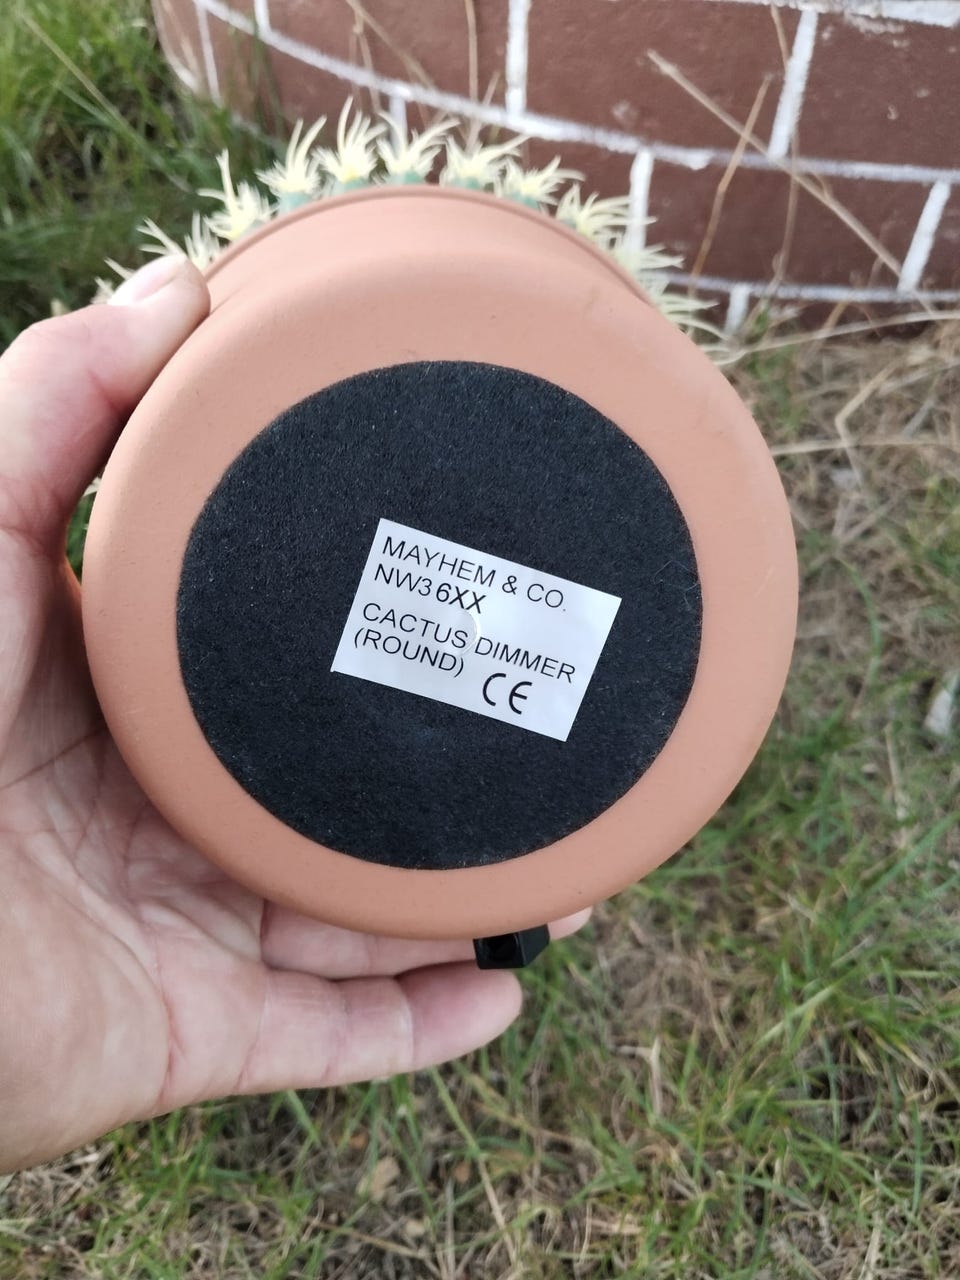 MAYHEM & CO.
NW3 6XX
CACTUS DIMMER
(ROUND)
CE